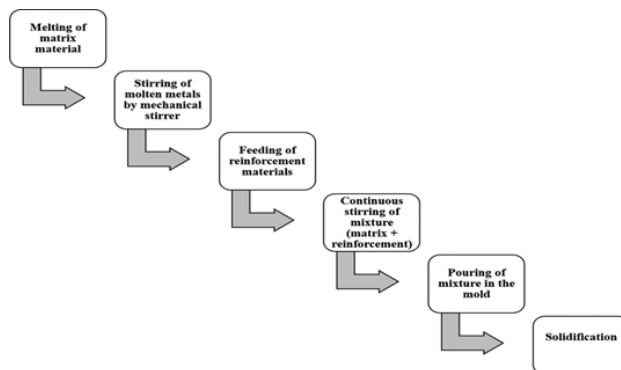 Melting of
matrix
material
Stirring of
molten metals
by mechanical
stirrer
Feeding of
reinforcement
materials
Continuous
stirring of
mixture
(matrix +
reinforcement)
Pouring of
mixture in the
mold
Solidification